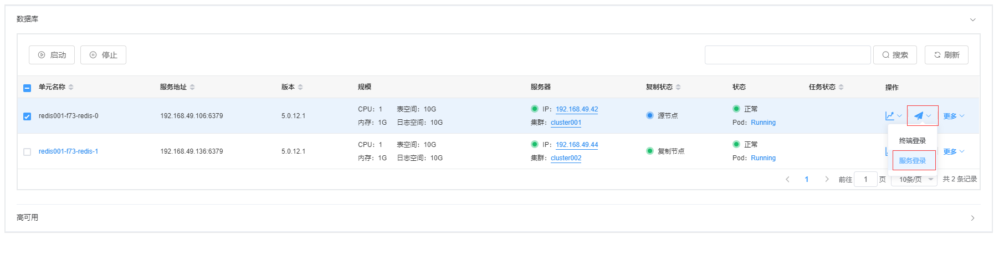 数据库
启动 停止 搜索 刷新
单元名称 服务地址 版本 规模 服务器 复制状态 状态 任务状态 操作
redis001-f73-redis-0 192.168.49.106:6379 5.0.12.1 CPU：1 表空间：10G IP：192.168.49.42 源节点 正常 更多
内存：1G 日志空间：10G 集群：cluster001 Pod：Running
终端登录
redis001-f73-redis-1 192.168.49.136:6379 5.0.12.1 CPU：1 表空间：10G IP：192.168.49.44 复制节点 正常 更多
内存：1G 日志空间：10G 集群：cluster002 Pod：Running
服务登录
1 前往 1 页 10条/页 共 2 条记录
高可用